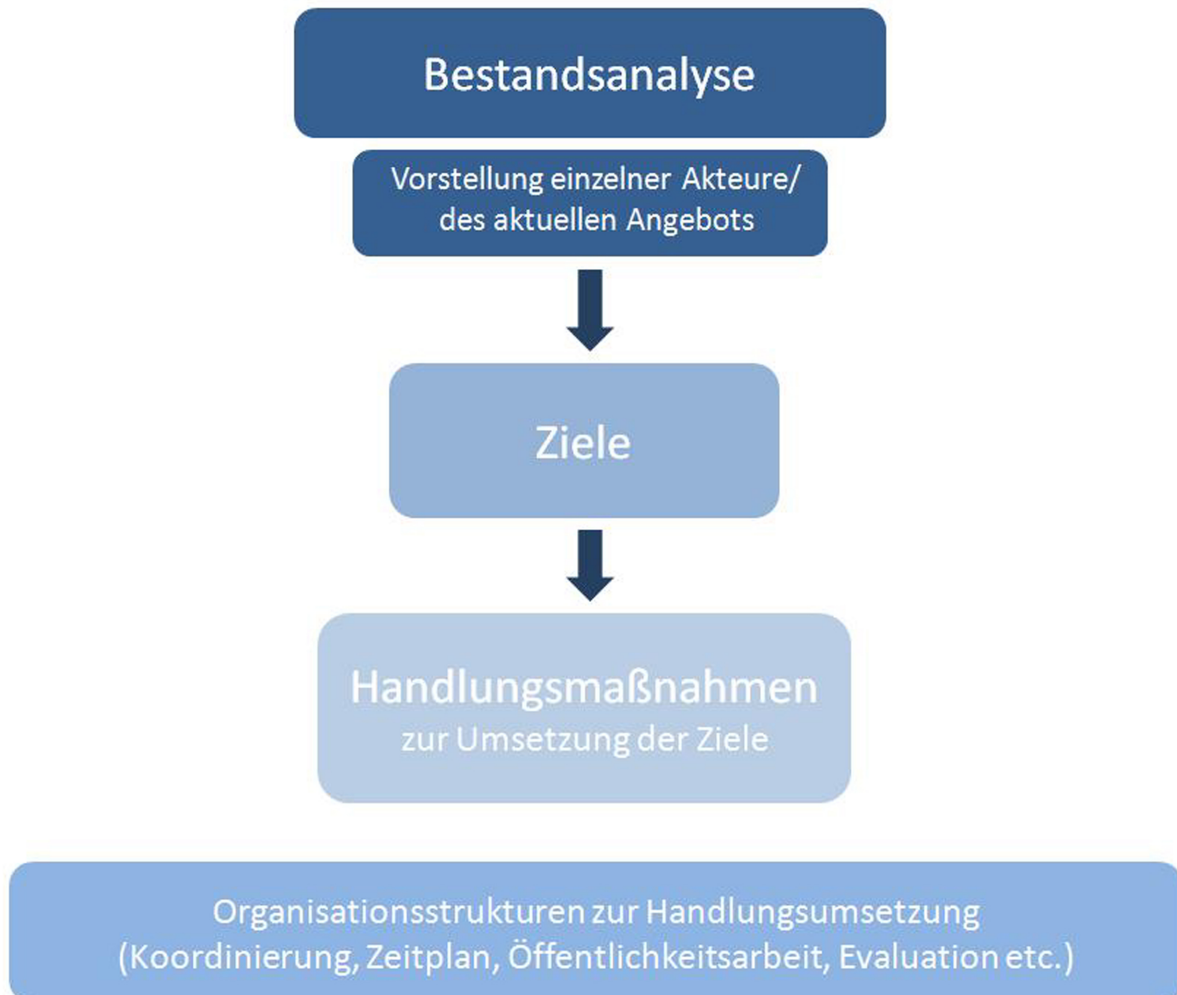 Bestandsanalyse
Vorstellung einzelner Akteure/
des aktuellen Angebots
Ziele
Handlungsmaßnahmen
zur Umsetzung der Ziele
Organisationsstrukturen zur Handlungsumsetzung
(Koordinierung, Zeitplan, Öffentlichkeitsarbeit, Evaluation etc.)